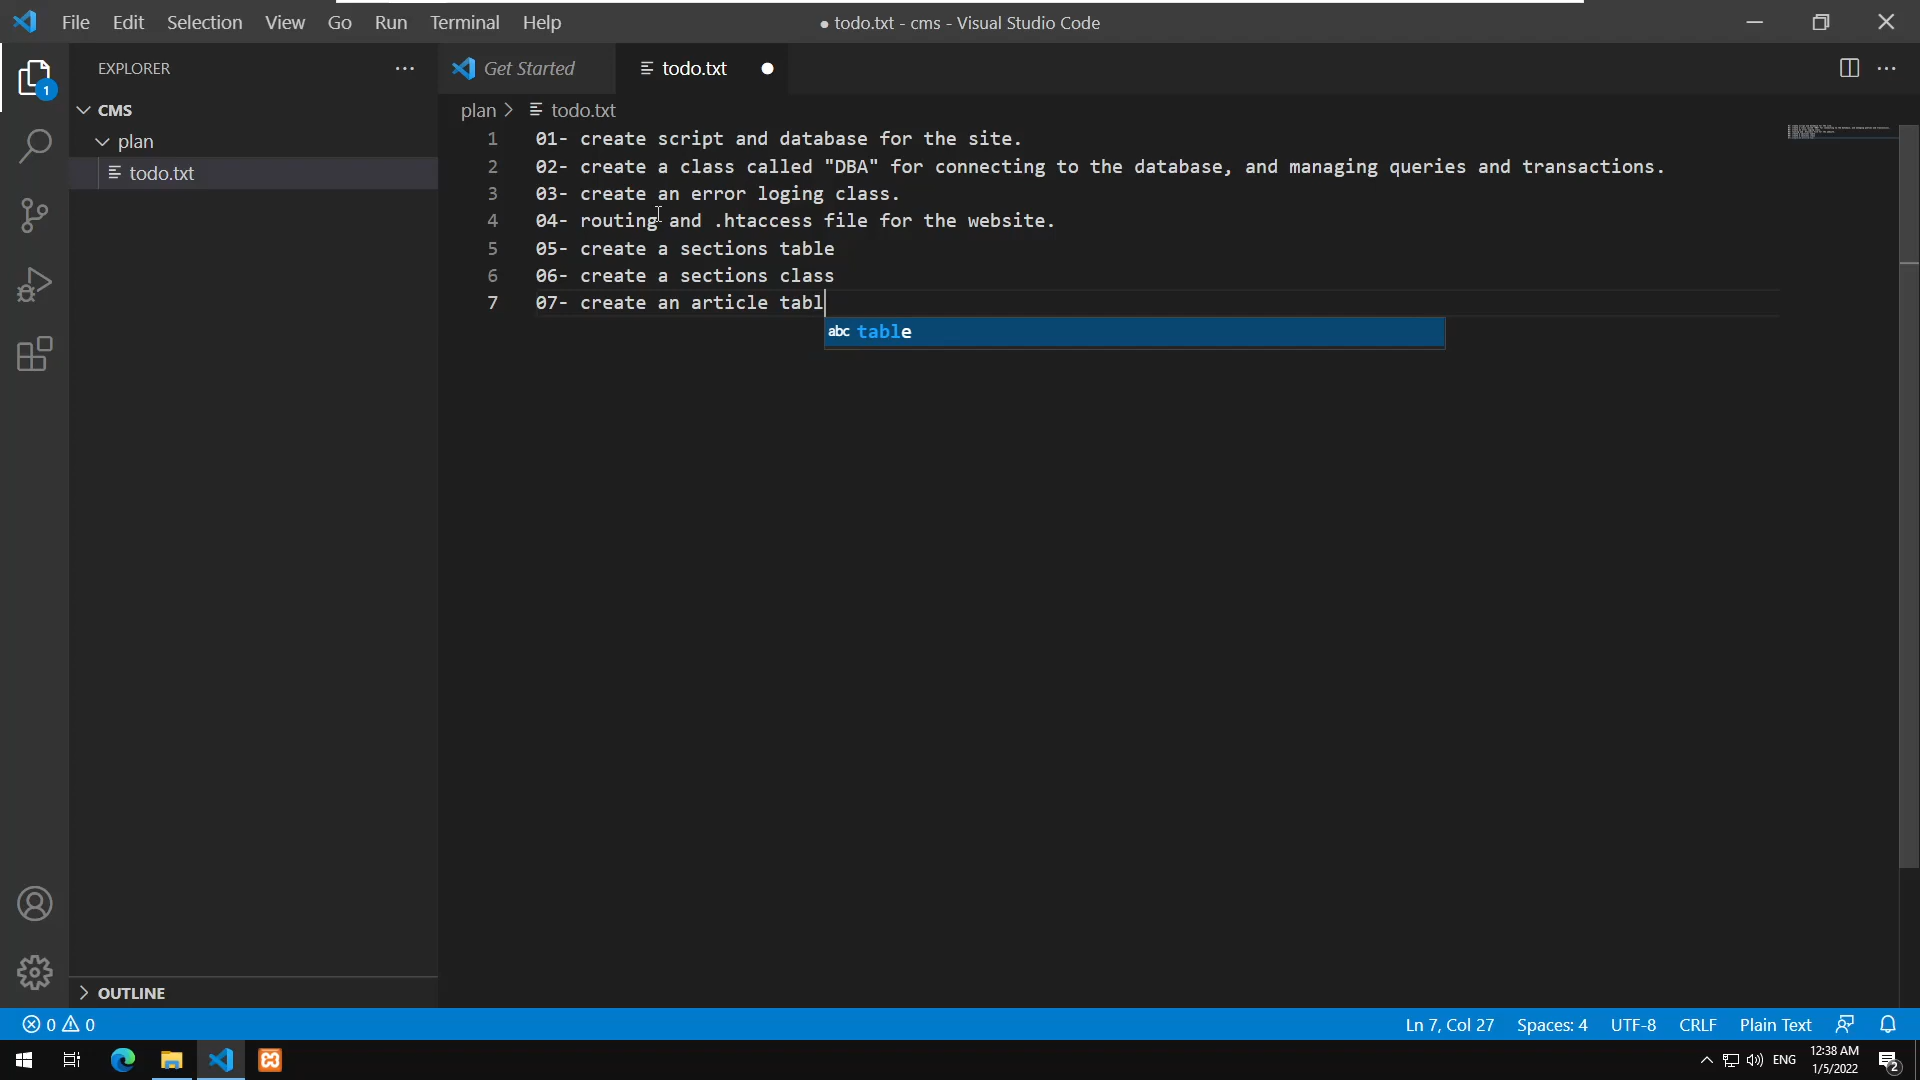 File Edit Selection View Go Run Terminal Help
● todo.txt - cms - Visual Studio Code
EXPLORER
Get Started
todo.txt
1
CMS
plan > todo.txt
plan
todo.txt
1 01- create script and database for the site.
2 02- create a class called "DBA" for connecting to the database, and managing queries and transactions.
3 03- create an error loging class.
4 04- routing and .htaccess file for the website.
5 05- create a sections table
6 06- create a sections class
7 07- create an article tabl
abc table
OUTLINE
0 0
Ln 7, Col 27 Spaces: 4 UTF-8 CRLF Plain Text
ENG
12:38 AM
1/5/2022
2